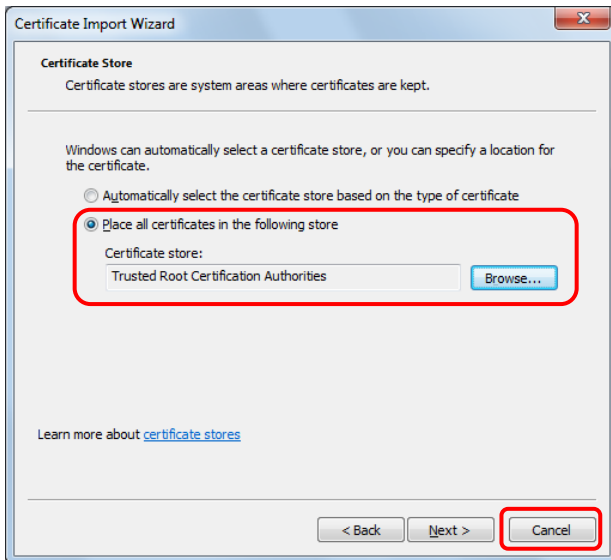 Certificate Import Wizard
Certificate Store
Certificate stores are system areas where certificates are kept.
Windows can automatically select a certificate store, or you can specify a location for
the certificate.
Automatically select the certificate store based on the type of certificate
Place all certificates in the following store
Certificate store:
Trusted Root Certification Authorities
Browse...
Learn more about certificate stores
< Back
Next >
Cancel